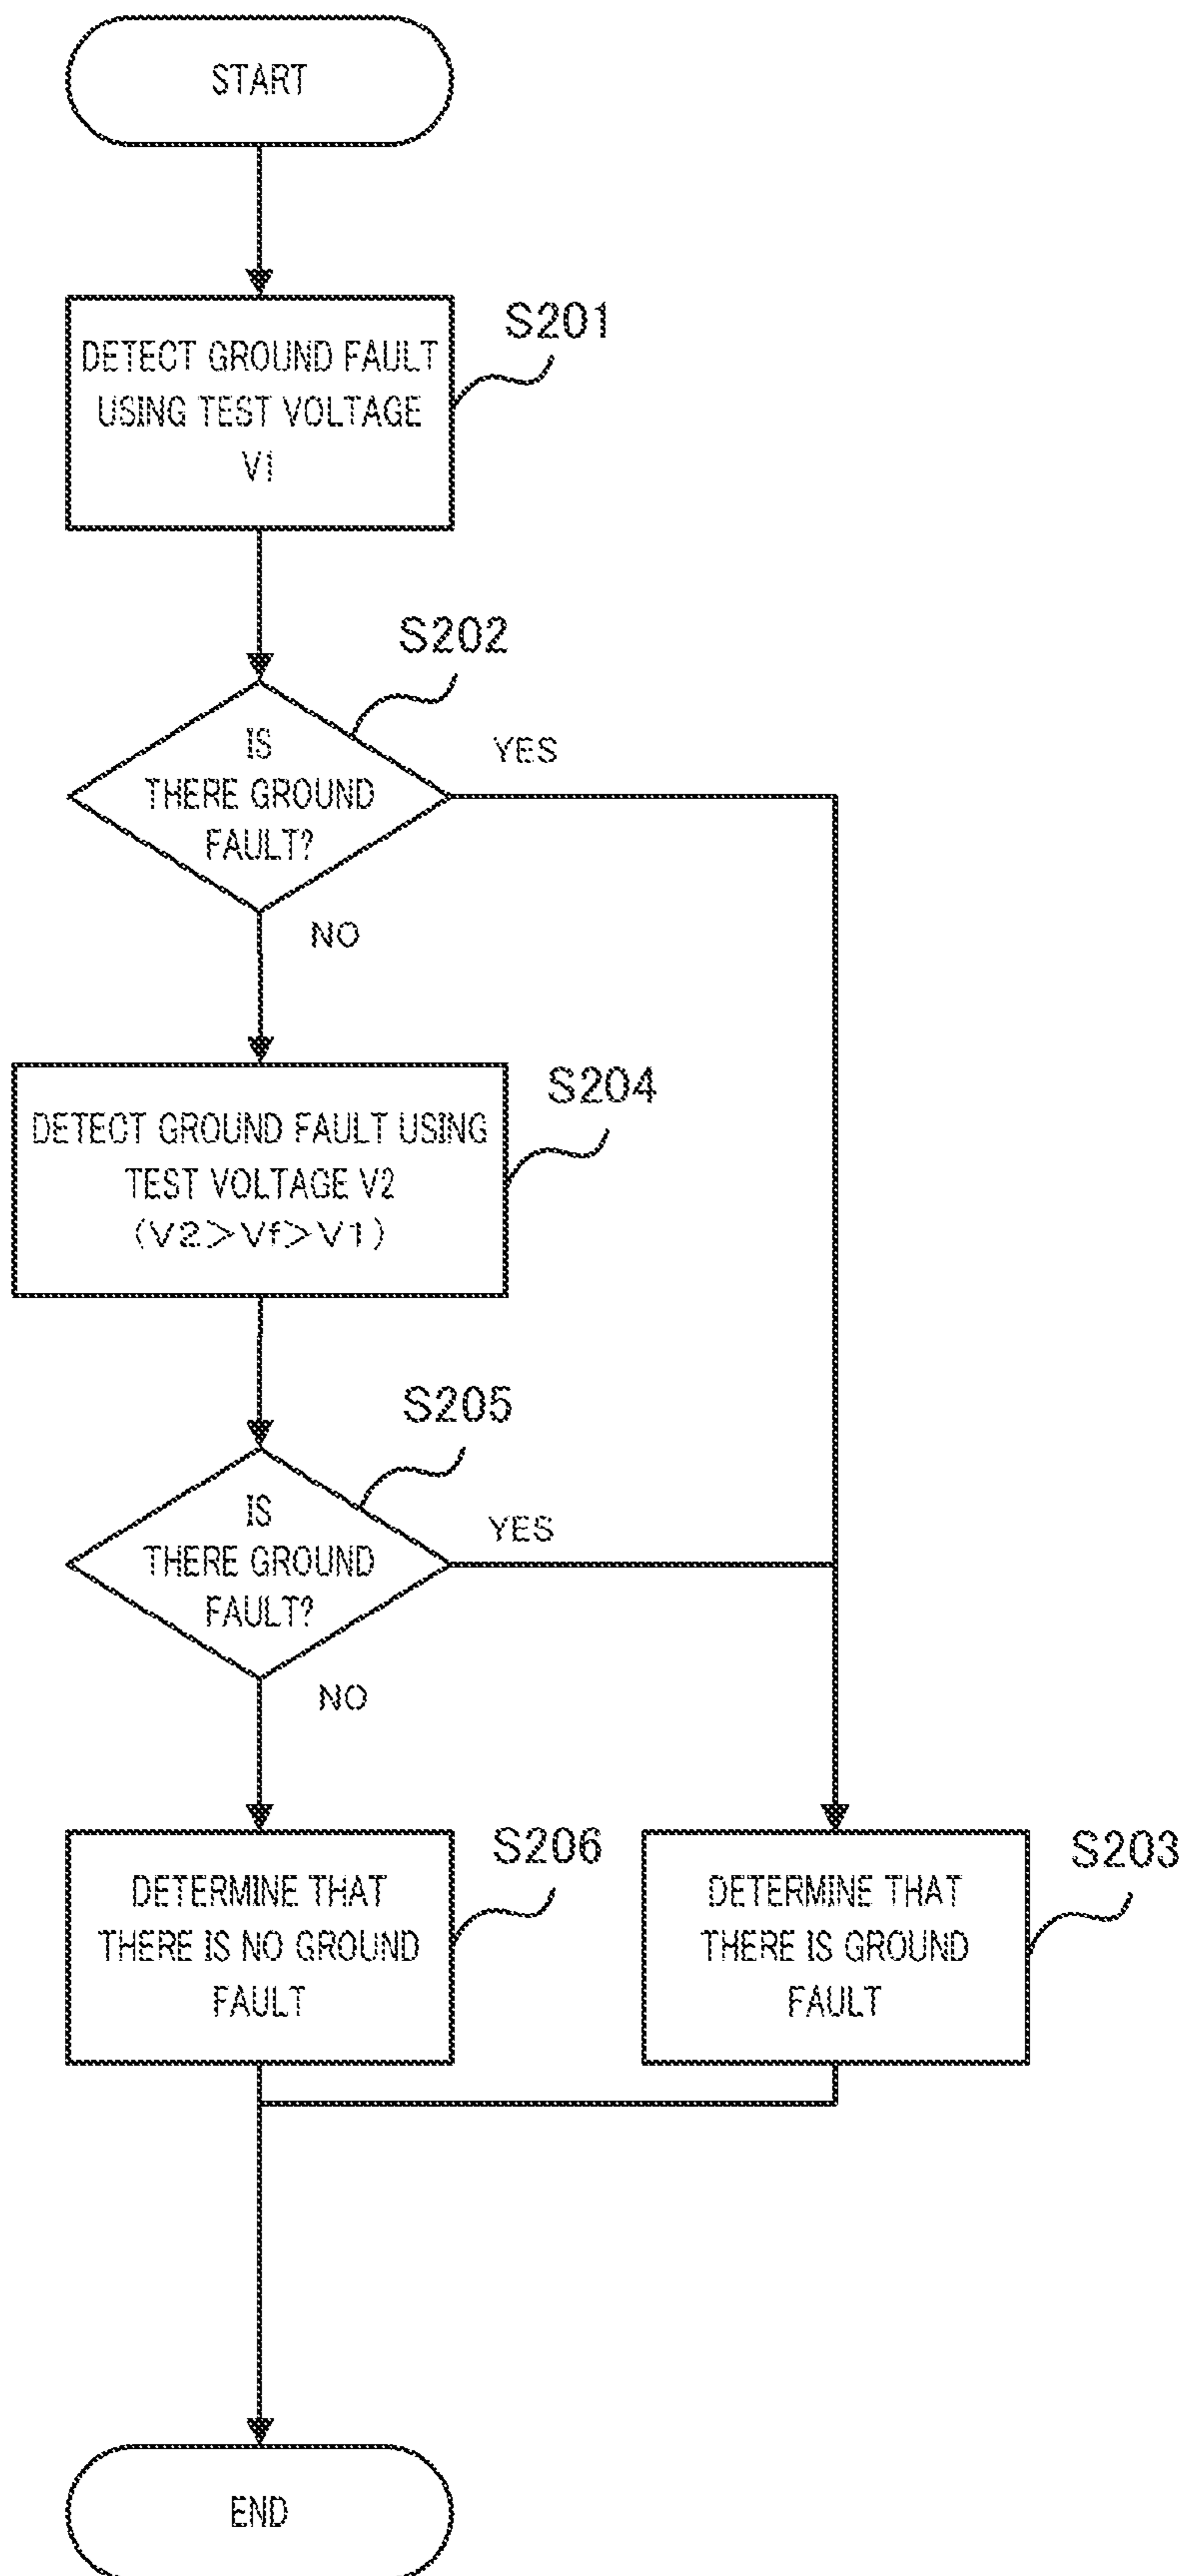 START
S201
DETECT GROUND FAULT
USING TEST VOLTAGE
V1
S202
IS
THERE GROUND
FAULT?
YES
NO
S204
DETECT GROUND FAULT USING
TEST VOLTAGE V2
(V2>Vf>V1)
S205
IS
THERE GROUND
FAULT?
YES
NO
S206
DETERMINE THAT
THERE IS NO GROUND
FAULT
S203
DETERMINE THAT
THERE IS GROUND
FAULT
END